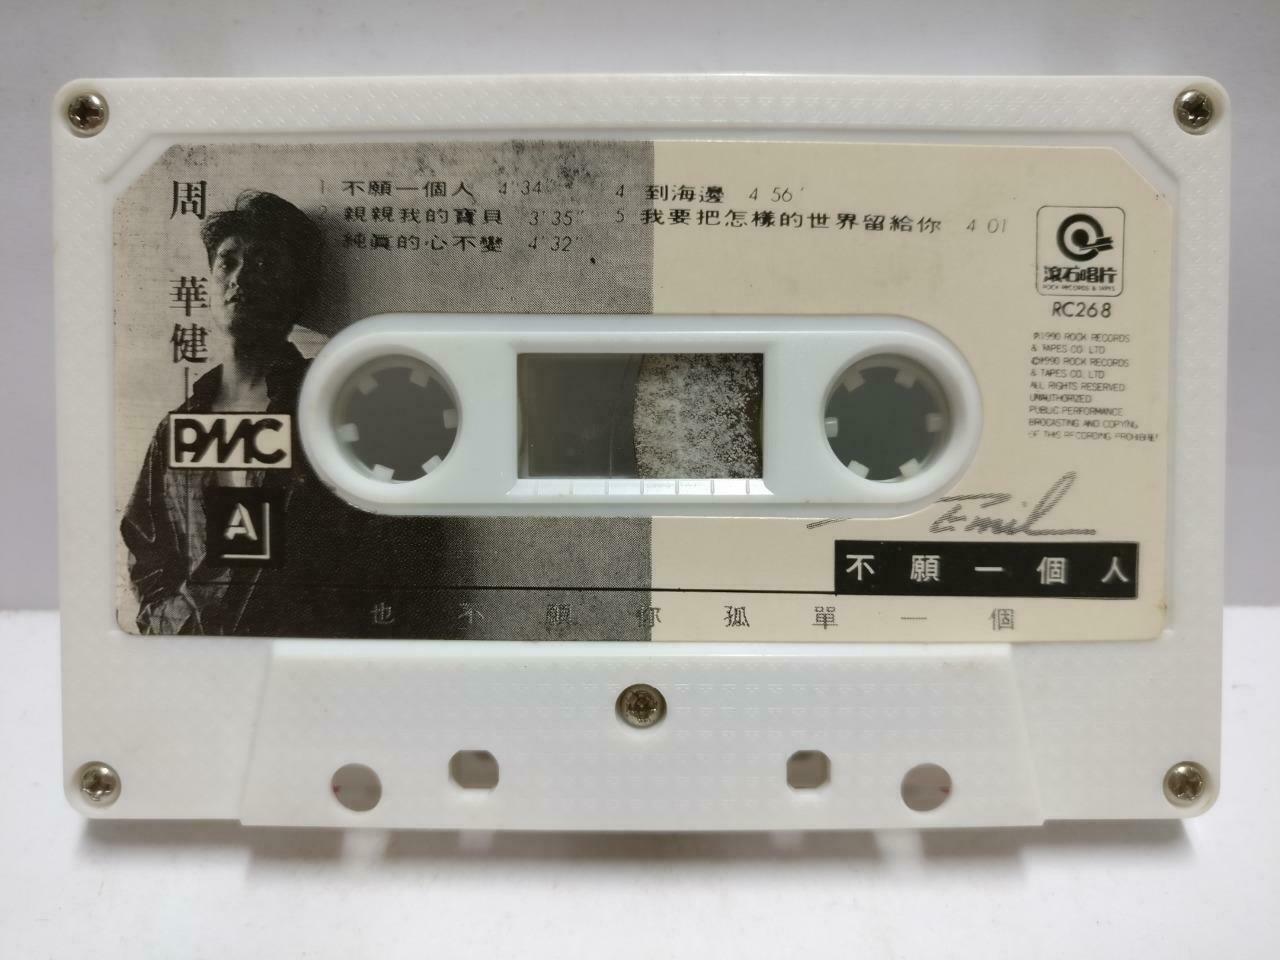 周華健
1 不願一個人 4'34"
2 親親我的寶貝 3'35"
純真的心不變 4'32"
4 到海邊 4 56'
5 我要把怎樣的世界留給你 4 01
滾石唱片
ROCK RECORDS & TAPES
RC268
℗1990 ROCK RECORDS
& TAPES CO. LTD
©1990 ROCK RECORDS
& TAPES CO. LTD
ALL RIGHTS RESERVED
UNAUTHORIZED
PUBLIC PERFORMANCE
BROCASTING AND COPYING
OF THIS RECORDING PROHIBIT
PMC
A
Emil
不願一個人
也不願你孤單一個